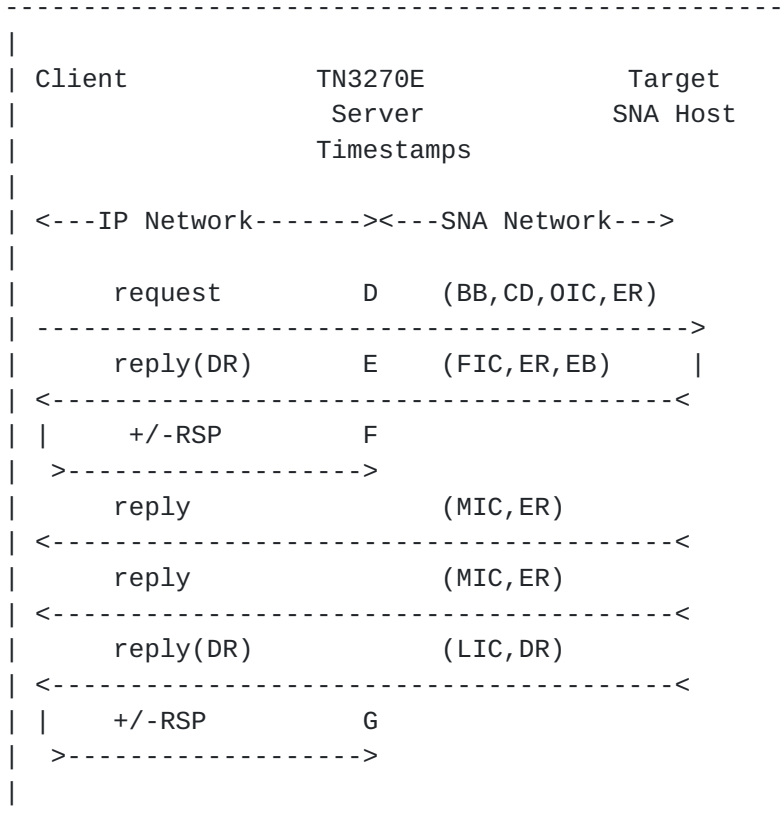 ---------------------------------------------------
|
| Client            TN3270E             Target
|                   Server            SNA Host
|                  Timestamps
|
| <---IP Network-------><---SNA Network--->
|
|      request         D    (BB,CD,OIC,ER)
| ------------------------------------------>
|      reply(DR)       E    (FIC,ER,EB)     |
| <----------------------------------------<
| |     +/-RSP         F
|  >------------------->
|      reply                (MIC,ER)
| <----------------------------------------<
|      reply                (MIC,ER)
| <----------------------------------------<
|      reply(DR)            (LIC,DR)
| <----------------------------------------<
| |    +/-RSP          G
|  >------------------->
|